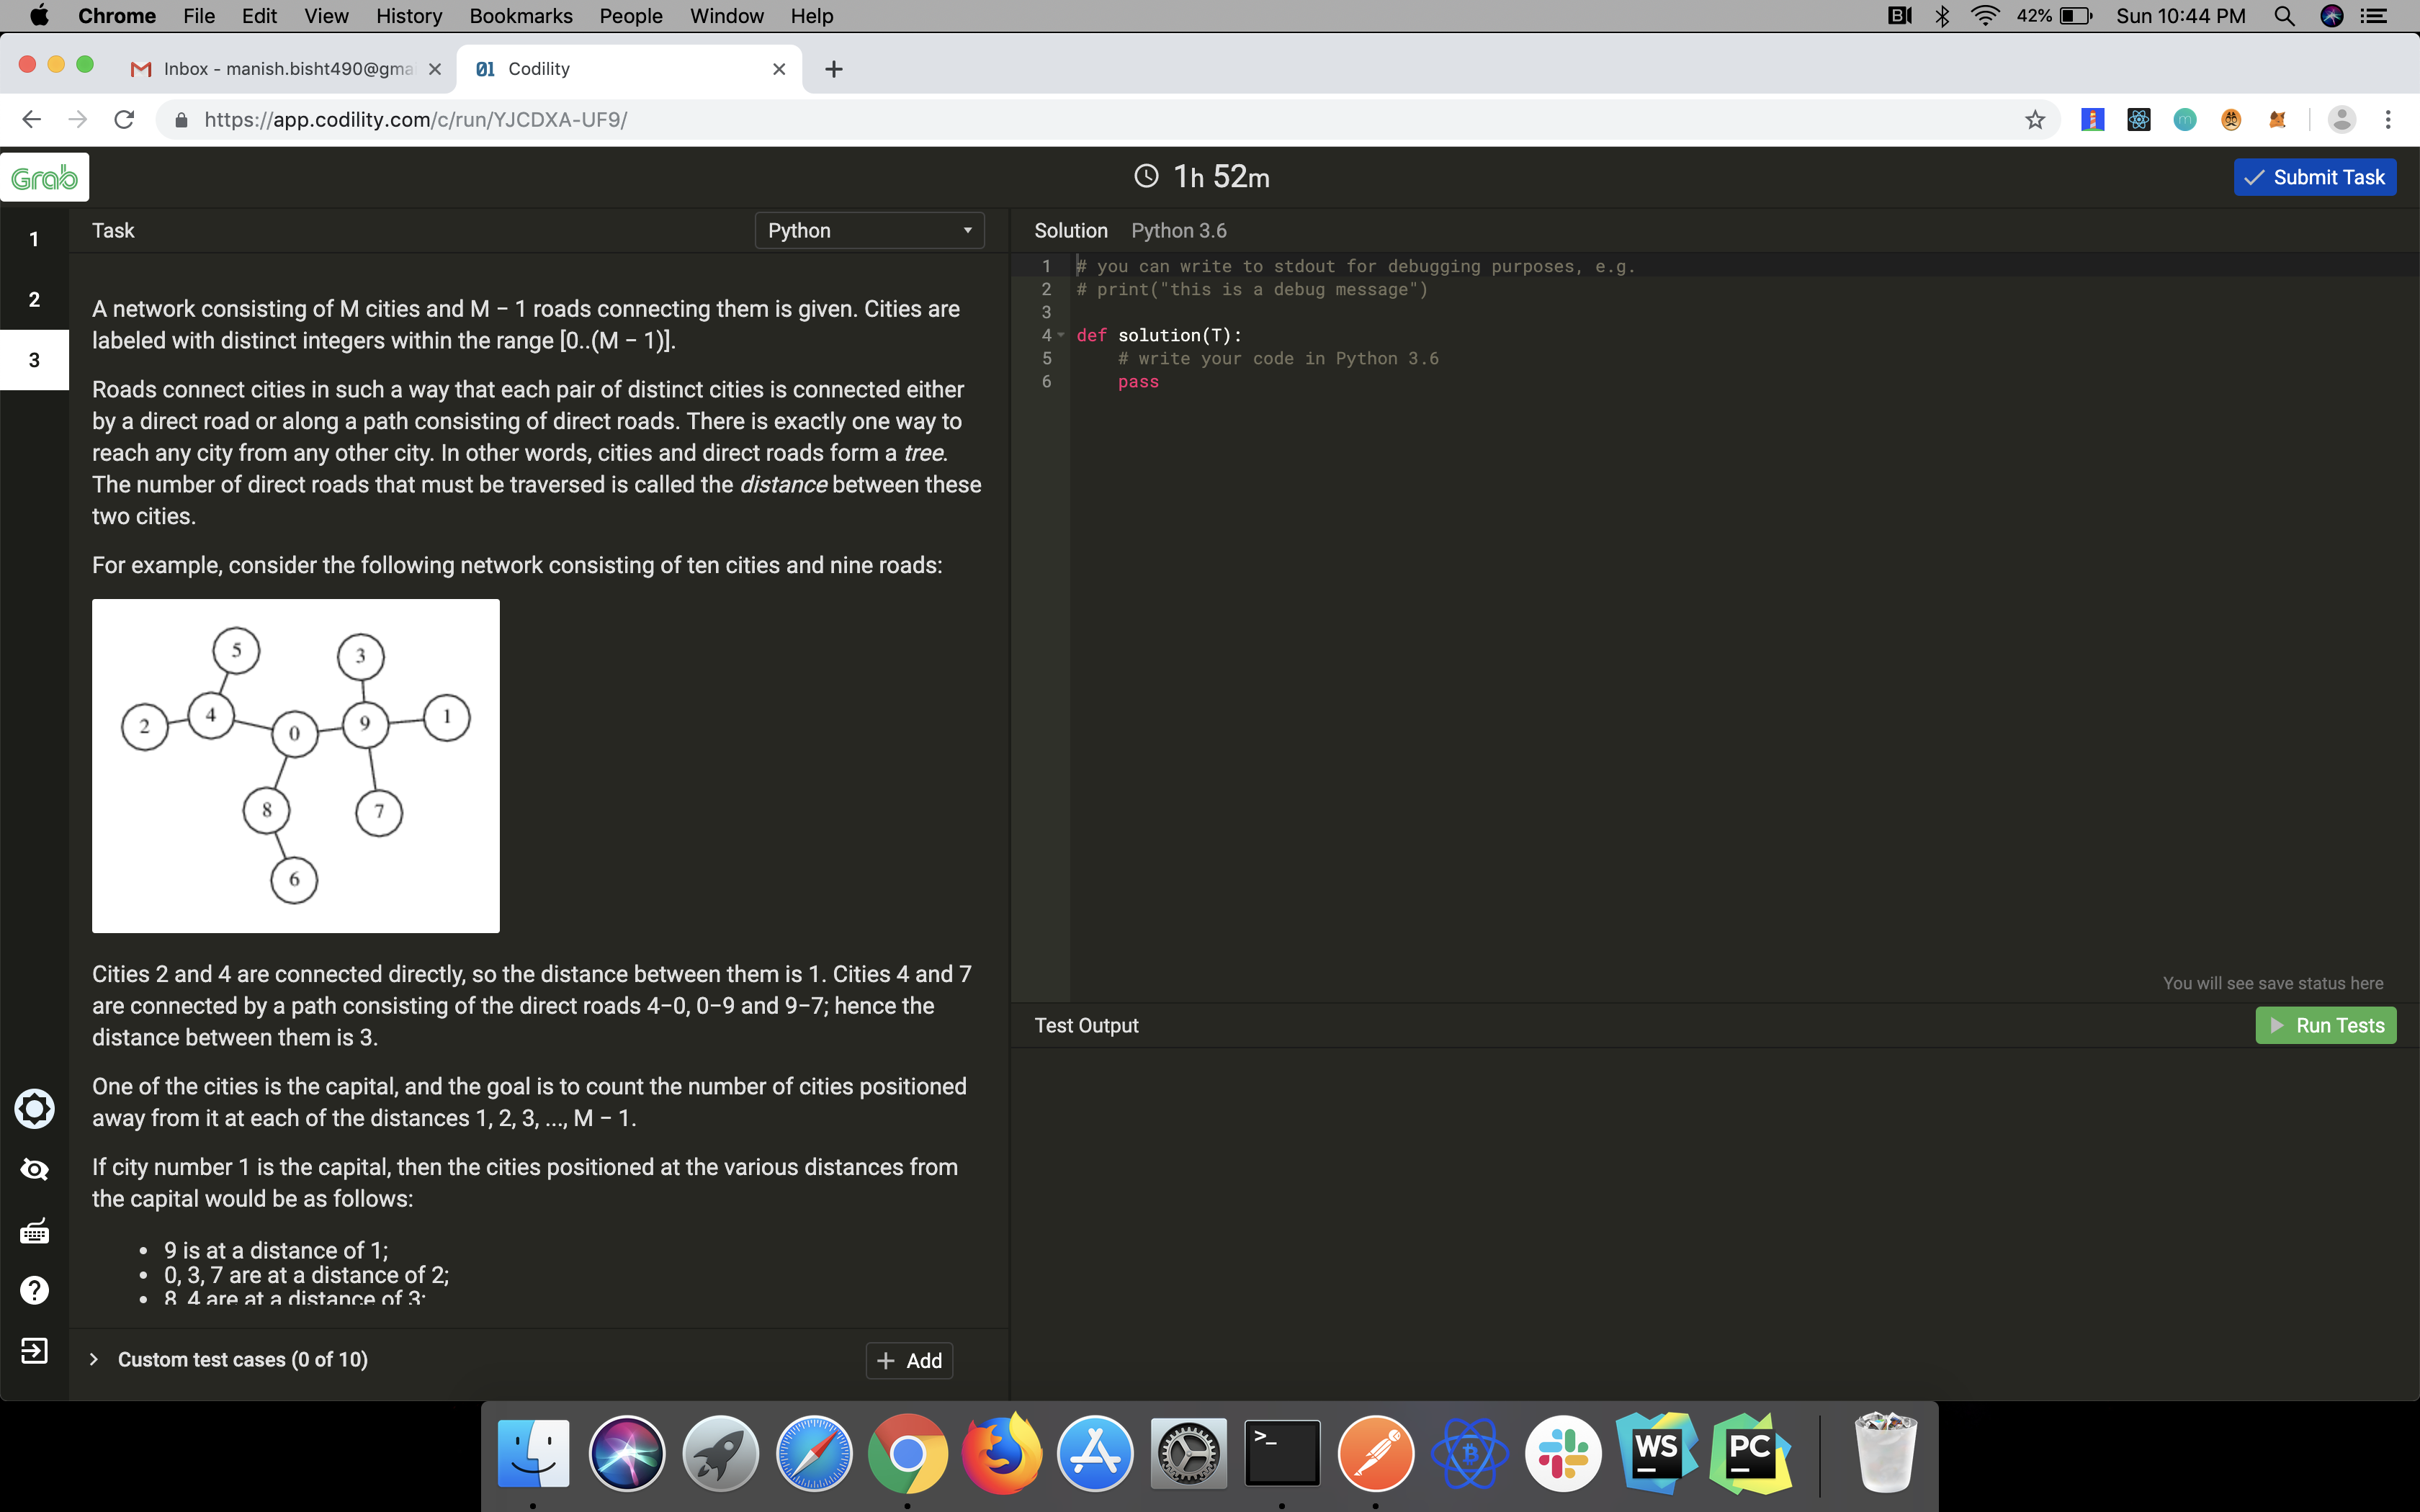 Chrome File Edit View History Bookmarks People Window Help 42% Sun 10:44 PM
Inbox - manish.bisht490@gma Codility
https://app.codility.com/c/run/YJCDXA-UF9/
Grab 1h 52m Submit Task
Task Python
Solution Python 3.6
1
2
3
A network consisting of M cities and M − 1 roads connecting them is given. Cities are
labeled with distinct integers within the range [0..(M − 1)].
Roads connect cities in such a way that each pair of distinct cities is connected either
by a direct road or along a path consisting of direct roads. There is exactly one way to
reach any city from any other city. In other words, cities and direct roads form a tree.
The number of direct roads that must be traversed is called the distance between these
two cities.
For example, consider the following network consisting of ten cities and nine roads:
5
3
2
4
0
9
1
8
7
6
Cities 2 and 4 are connected directly, so the distance between them is 1. Cities 4 and 7
are connected by a path consisting of the direct roads 4−0, 0−9 and 9−7; hence the
distance between them is 3.
One of the cities is the capital, and the goal is to count the number of cities positioned
away from it at each of the distances 1, 2, 3, ..., M − 1.
If city number 1 is the capital, then the cities positioned at the various distances from
the capital would be as follows:
• 9 is at a distance of 1;
• 0, 3, 7 are at a distance of 2;
• 8, 4 are at a distance of 3;
Custom test cases (0 of 10) + Add
1 # you can write to stdout for debugging purposes, e.g.
2 # print("this is a debug message")
3
4 def solution(T):
5 # write your code in Python 3.6
6 pass
You will see save status here
Test Output Run Tests
>_
WS
PC